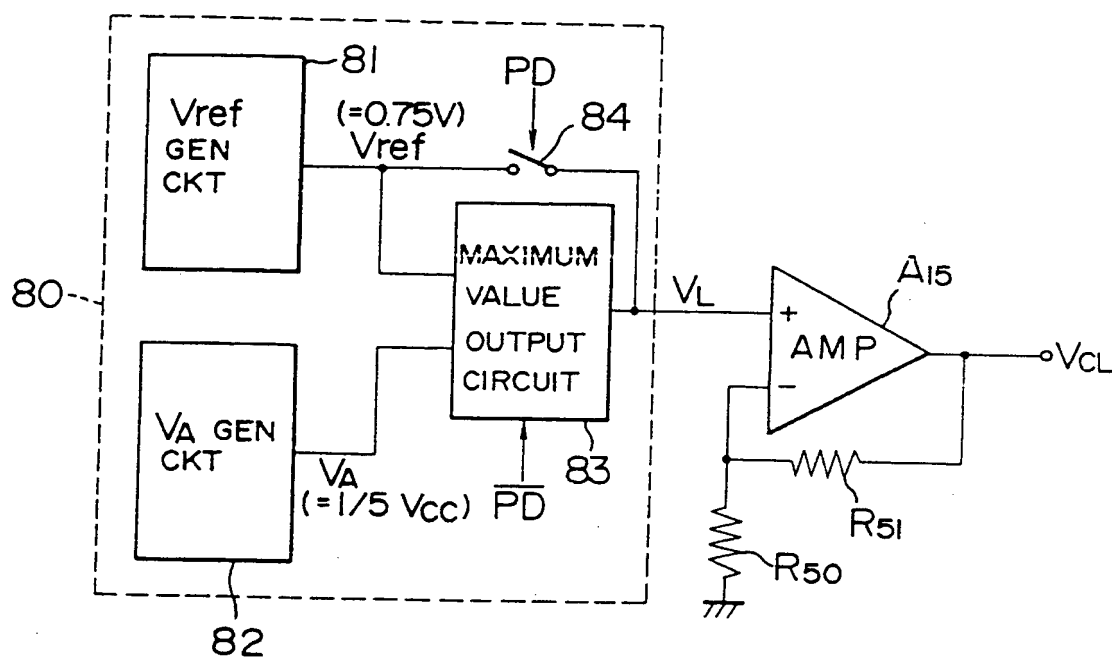 81
Vref
GEN
CKT
(=0.75V)
Vref
PD
84
MAXIMUM
VALUE
OUTPUT
CIRCUIT
80
VL
A15
+
AMP
−
VCL
VA GEN
CKT
VA
(=1/5 VCC)
PD
83
R51
R50
82